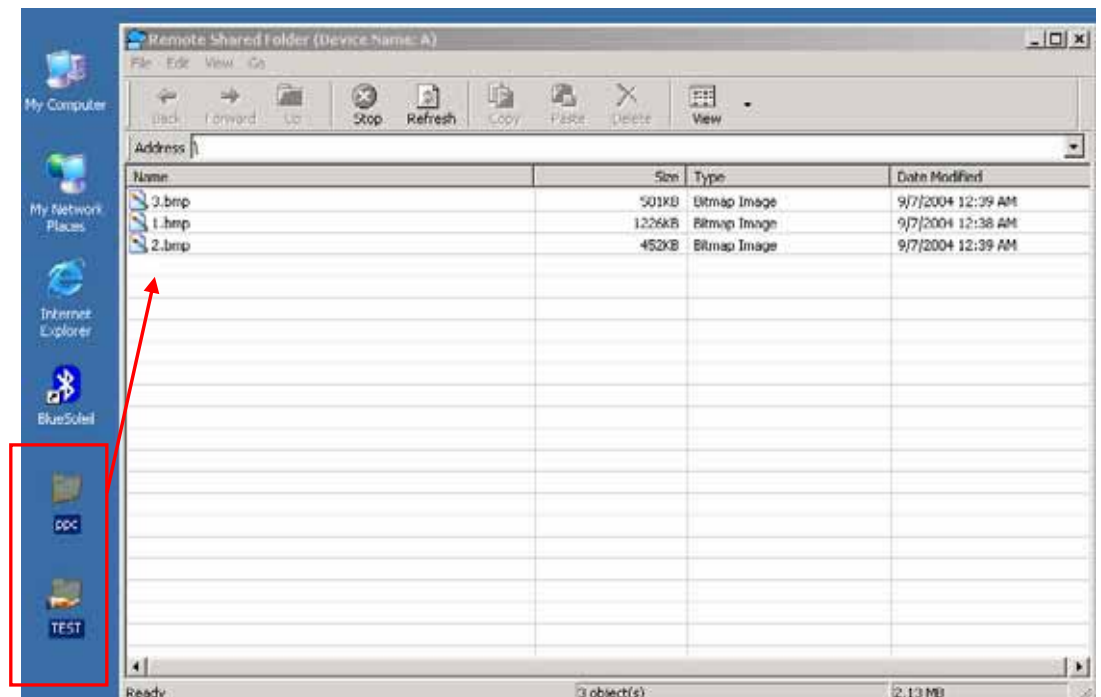 Remote Shared Folder (Device Name: A)
File Edit View Go
My Computer
Back Forward Up Stop Refresh Copy Paste Delete View
Address \
Name Size Type Date Modified
3.bmp 501KB Bitmap Image 9/7/2004 12:39 AM
1.bmp 1226KB Bitmap Image 9/7/2004 12:38 AM
2.bmp 452KB Bitmap Image 9/7/2004 12:39 AM
My Network
Places
Internet
Explorer
BlueSoleil
ppc
TEST
Ready 3 object(s) 2.13 MB